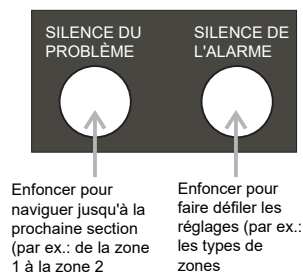 SILENCE DU
PROBLÈME
SILENCE DE
L'ALARME
Enfoncer pour
naviguer jusqu'à la
prochaine section
(par ex.: de la zone
1 à la zone 2
Enfoncer pour
faire défiler les
réglages (par ex.:
les types de
zones